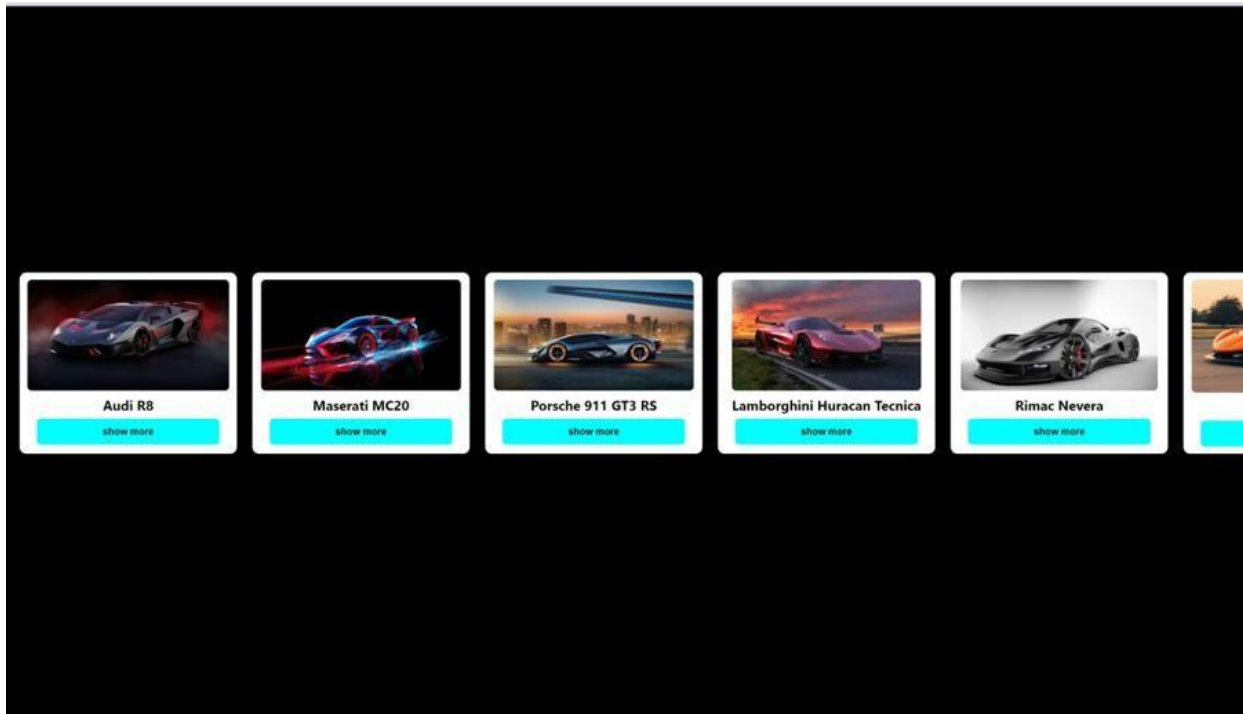 Audi R8
show more
Maserati MC20
show more
Porsche 911 GT3 RS
show more
Lamborghini Huracan Tecnica
show more
Rimac Nevera
show more